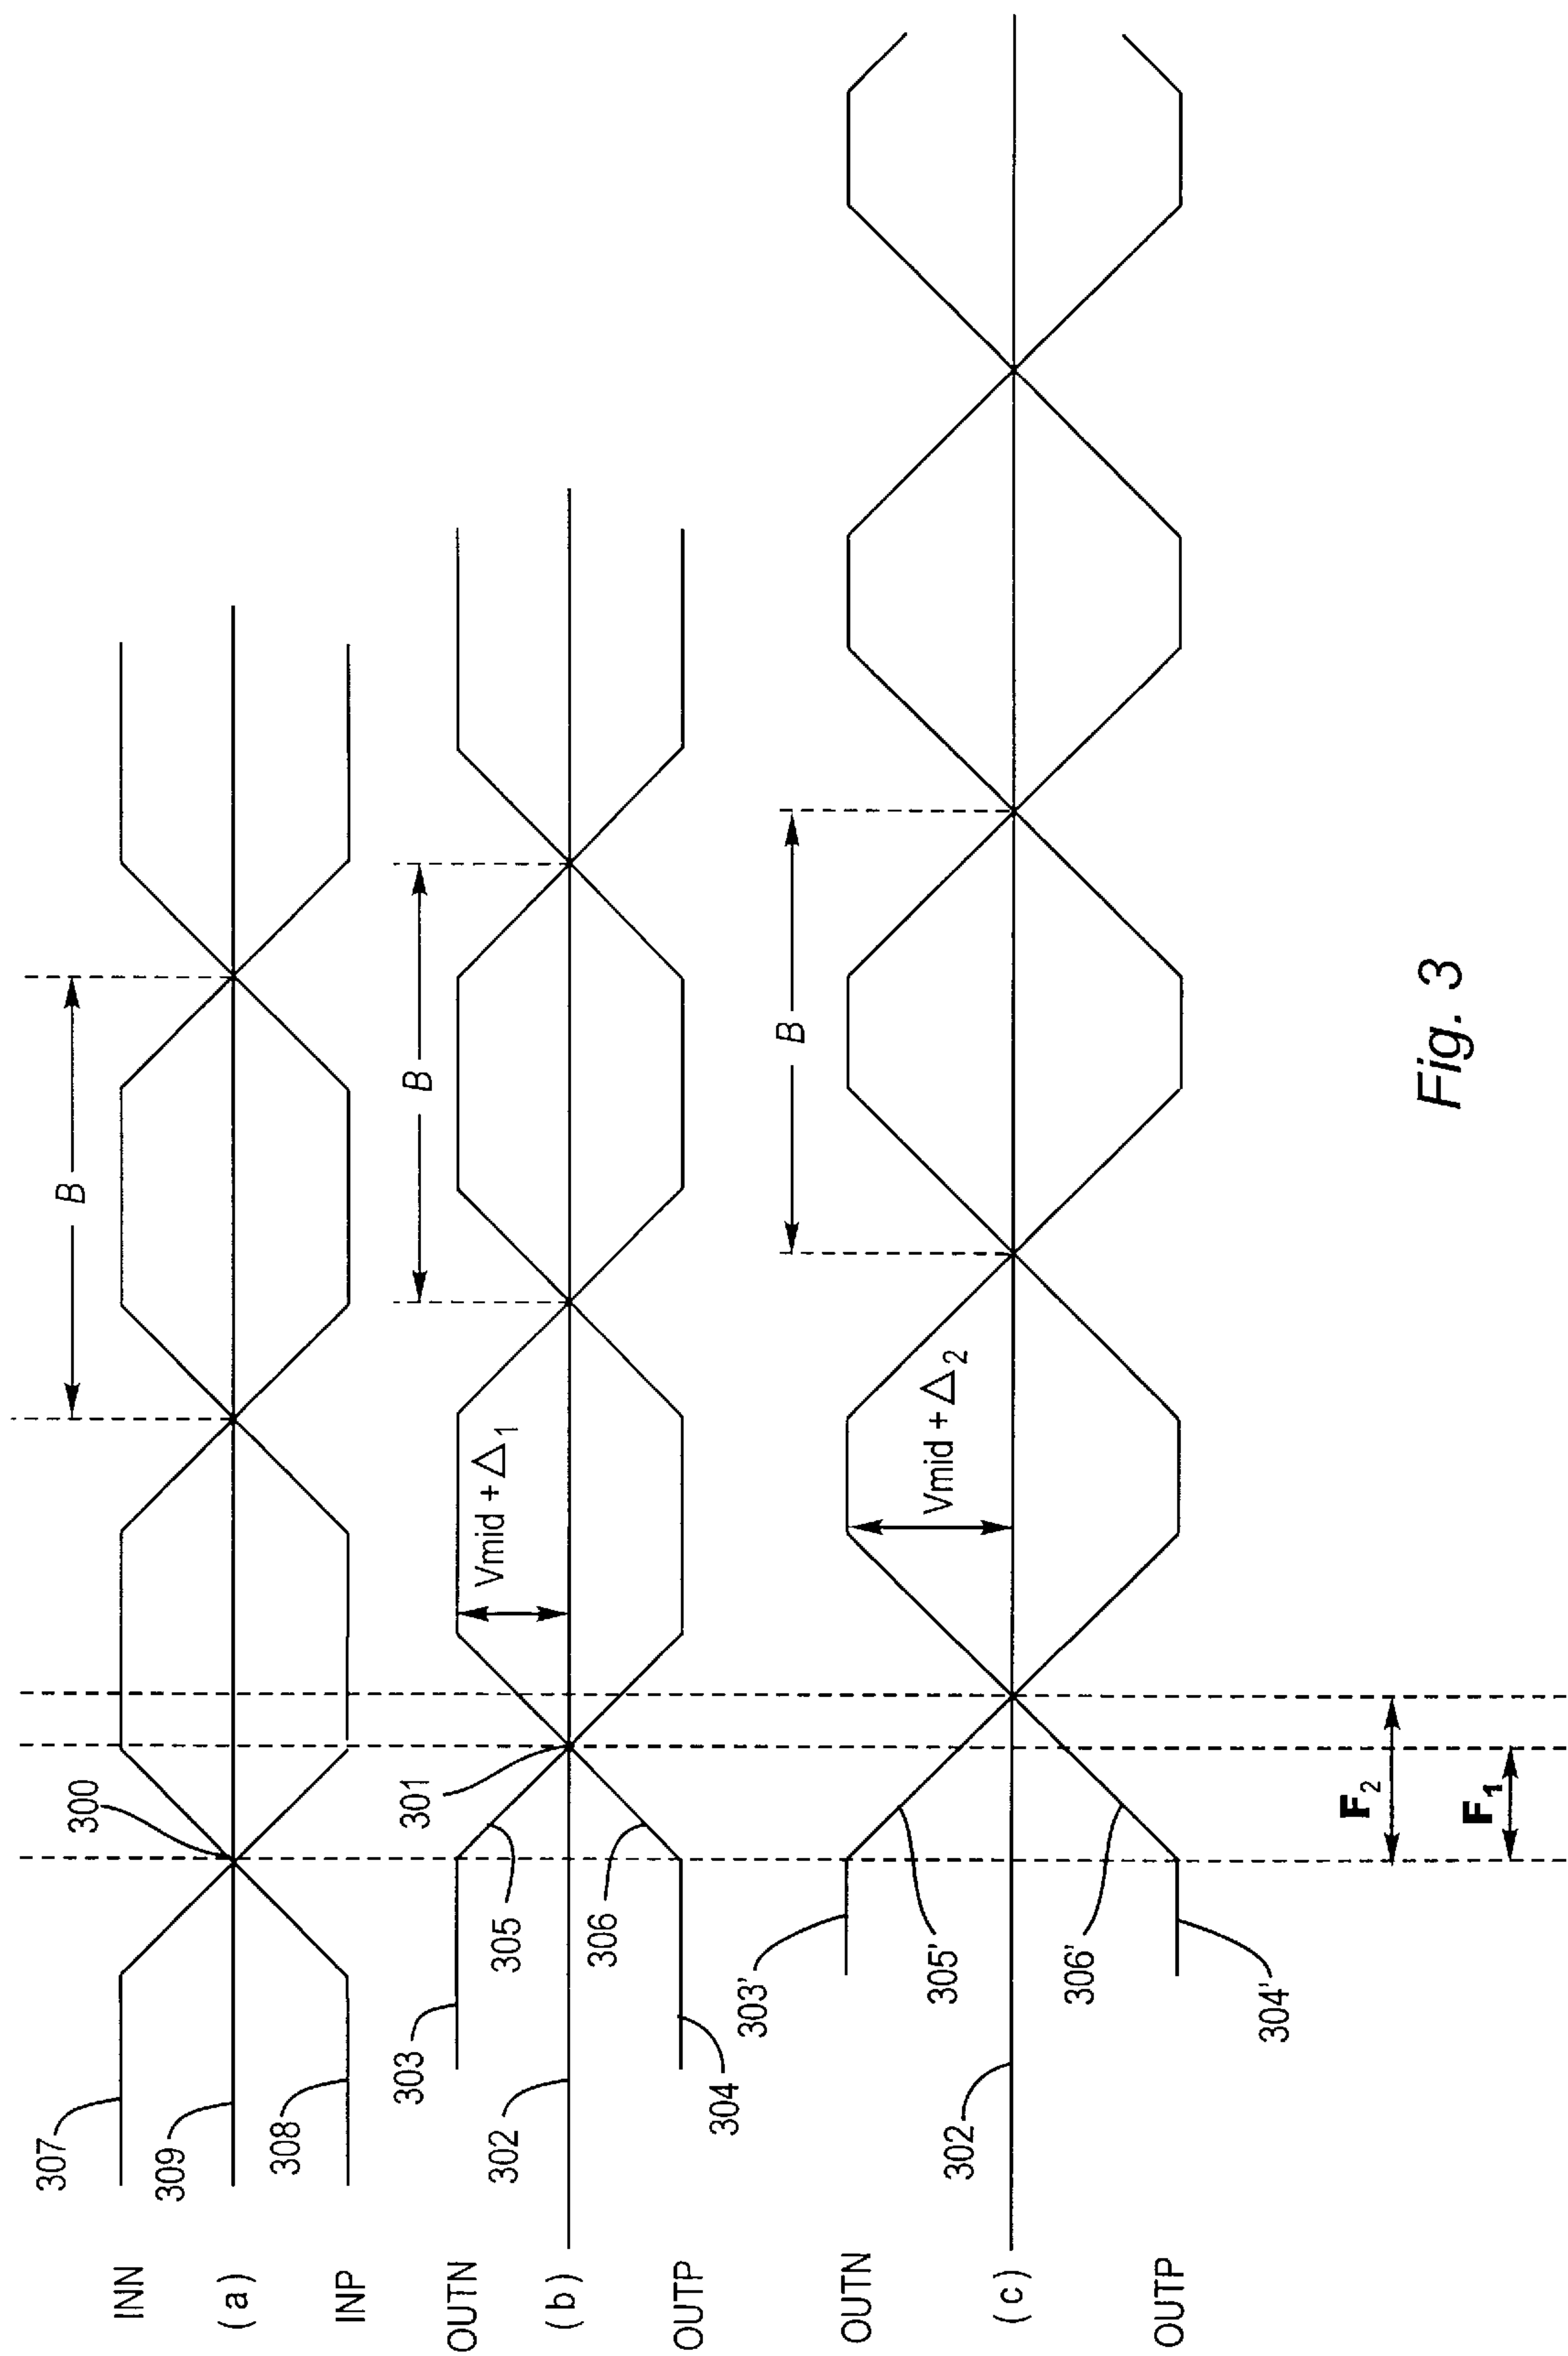 INN
(a)
INP
307
309
308
300
B
OUTN
(b)
OUTP
303
302
304
305
306
301
Vmid + Δ1
B
OUTN
(c)
OUTP
303'
302
304'
305'
306'
Vmid + Δ2
B
F2
F1
Fig. 3